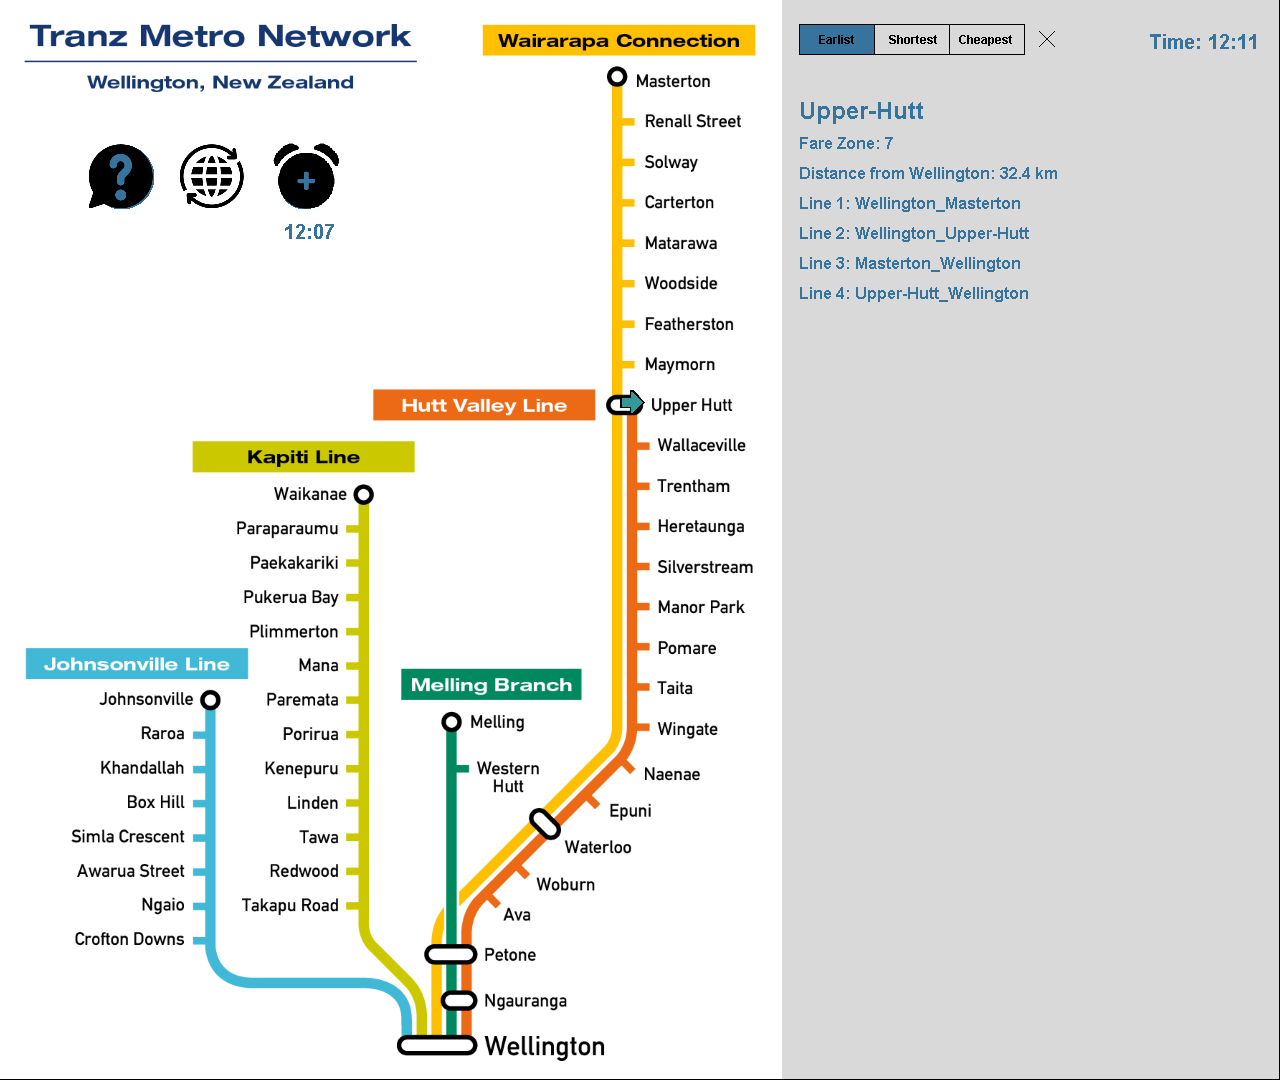 Tranz Metro Network
Wellington, New Zealand
?
+
12:07
Wairarapa Connection
Masterton
Renall Street
Solway
Carterton
Matarawa
Woodside
Featherston
Maymorn
Hutt Valley Line
Upper Hutt
Wallaceville
Trentham
Heretaunga
Silverstream
Manor Park
Pomare
Taita
Wingate
Naenae
Epuni
Waterloo
Woburn
Ava
Petone
Ngauranga
Wellington
Kapiti Line
Waikanae
Paraparaumu
Paekakariki
Pukerua Bay
Plimmerton
Mana
Paremata
Porirua
Kenepuru
Linden
Tawa
Redwood
Takapu Road
Johnsonville Line
Johnsonville
Raroa
Khandallah
Box Hill
Simla Crescent
Awarua Street
Ngaio
Crofton Downs
Melling Branch
Melling
Western
Hutt
Earlist Shortest Cheapest
Time: 12:11
Upper-Hutt
Fare Zone: 7
Distance from Wellington: 32.4 km
Line 1: Wellington_Masterton
Line 2: Wellington_Upper-Hutt
Line 3: Masterton_Wellington
Line 4: Upper-Hutt_Wellington